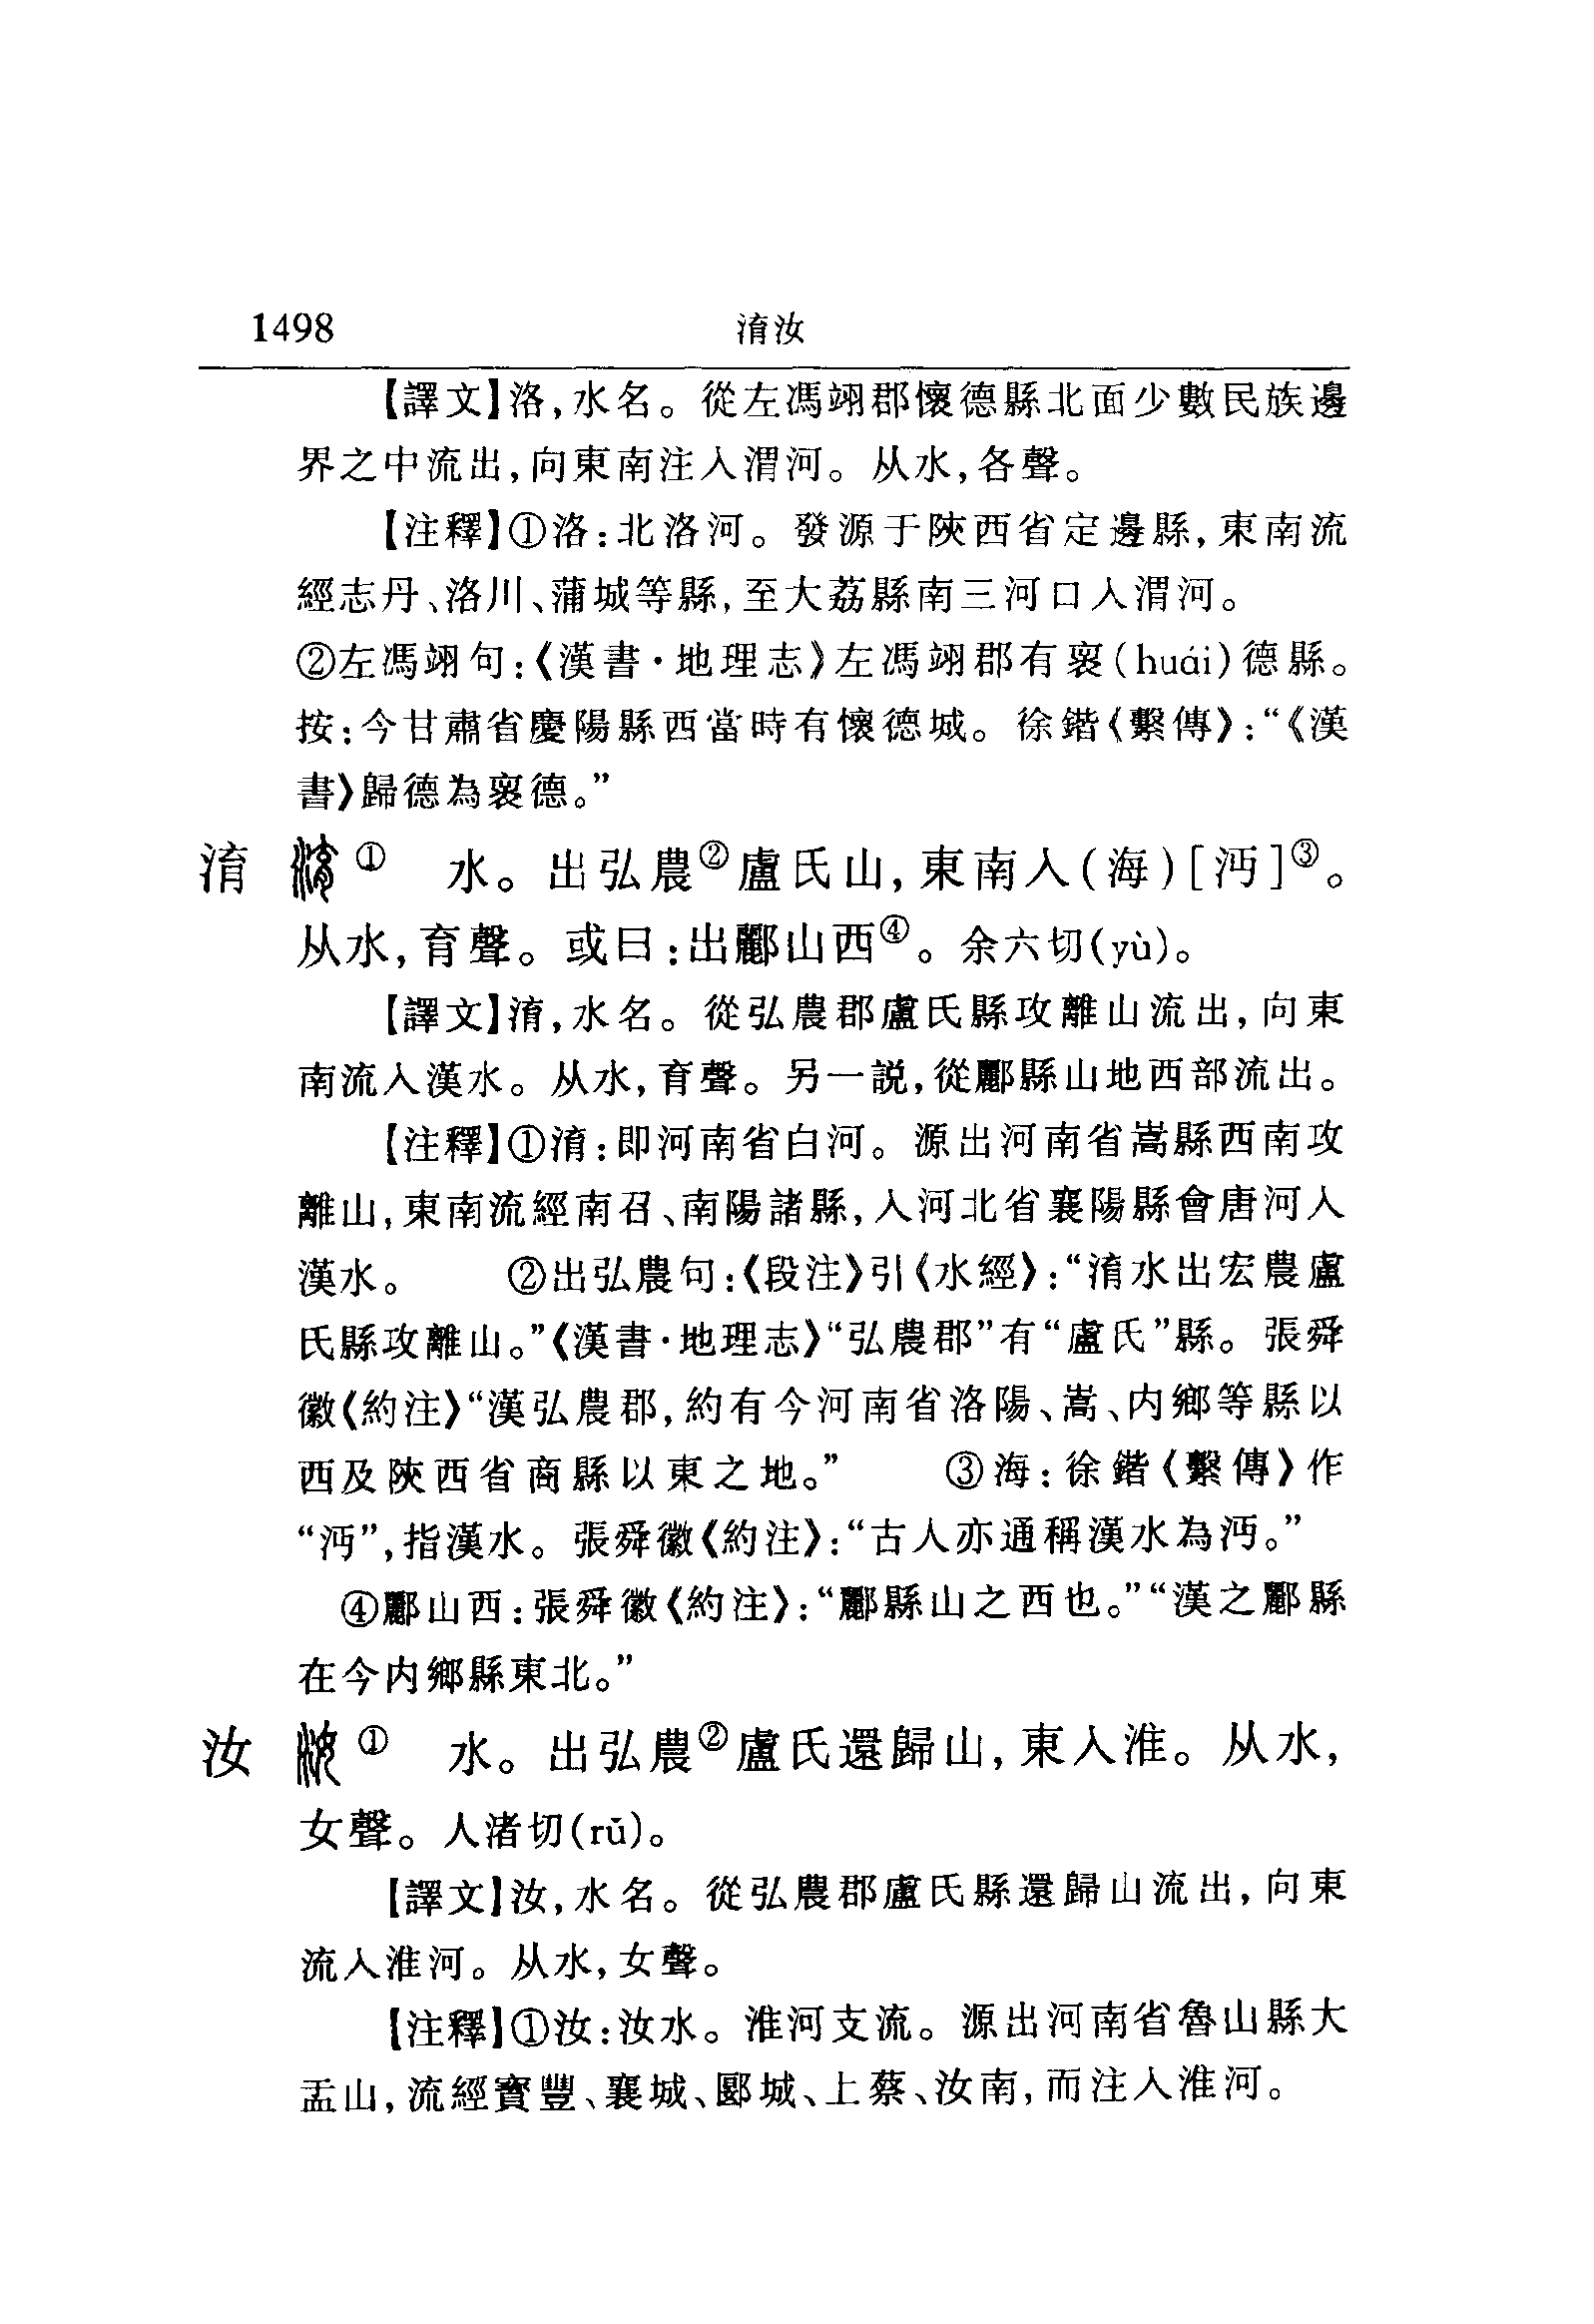 1498 淯汝
【譯文】洛,水名。從左馮翊郡懷德縣北面少數民族邊
界之中流出,向東南注入渭河。从水,各聲。
【注釋】①洛:北洛河。發源于陝西省定邊縣,東南流
經志丹、洛川、蒲城等縣,至大荔縣南三河口入渭河。
②左馮翊句:《漢書·地理志》左馮翊郡有褱(huái)德縣。
按:今甘肅省慶陽縣西當時有懷德城。徐鍇《繫傳》:“《漢
書》歸德為褱德。”
淯 ① 水。出弘農②盧氏山,東南入(海)[沔]③。
从水,育聲。或曰:出酈山西④。余六切(yù)。
【譯文】淯,水名。從弘農郡盧氏縣攻離山流出,向東
南流入漢水。从水,育聲。另一説,從酈縣山地西部流出。
【注釋】①淯:即河南省白河。源出河南省嵩縣西南攻
離山,東南流經南召、南陽諸縣,入河北省襄陽縣會唐河入
漢水。 ②出弘農句:《段注》引《水經》:“淯水出宏農盧
氏縣攻離山。”《漢書·地理志》“弘農郡”有“盧氏”縣。張舜
徽《約注》“漢弘農郡,約有今河南省洛陽、嵩、内鄉等縣以
西及陝西省商縣以東之地。” ③海:徐鍇《繫傳》作
“沔”,指漢水。張舜徽《約注》:“古人亦通稱漢水為沔。”
④酈山西:張舜徽《約注》:“酈縣山之西也。”“漢之酈縣
在今内鄉縣東北。”
汝 ① 水。出弘農②盧氏還歸山,東入淮。从水,
女聲。人渚切(rǔ)。
【譯文】汝,水名。從弘農郡盧氏縣還歸山流出,向東
流入淮河。从水,女聲。
【注釋】①汝:汝水。淮河支流。源出河南省魯山縣大
盂山,流經寶豐、襄城、郾城、上蔡、汝南,而注入淮河。